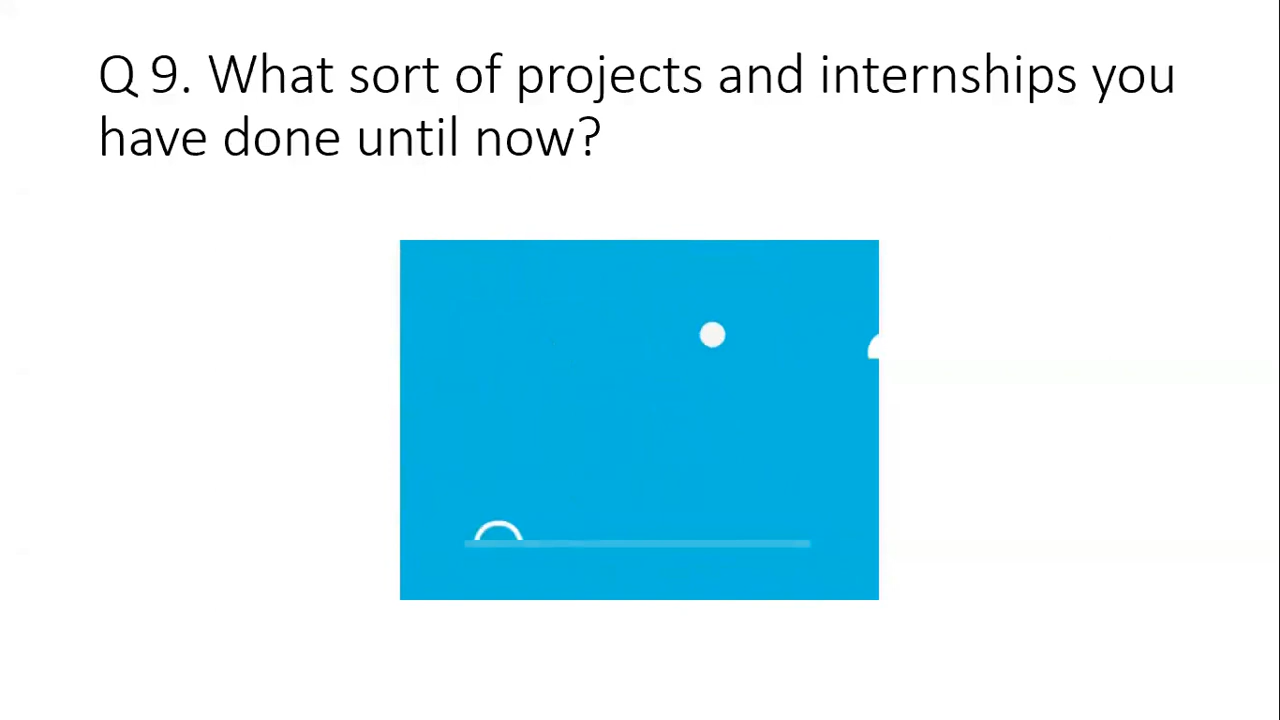 Q 9. What sort of projects and internships you
have done until now?